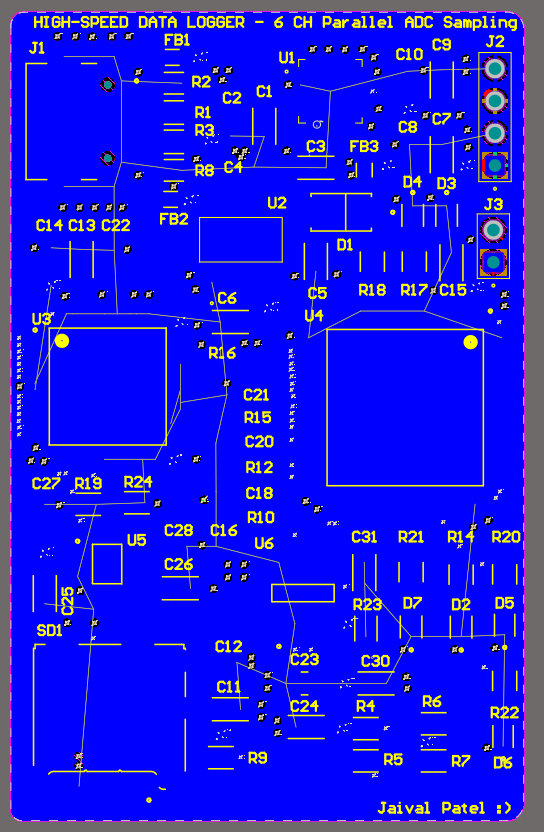 HIGH-SPEED DATA LOGGER - 6 CH Parallel ADC Sampling
J1 FB1 U1 C10 C9 J2
R2
C2 C1
R1
R3
C8 C7
C4 C3 FB3
R8
D4 D3
FB2
U2 J3
C14 C13 C22
D1
C5 R18 R17 C15
C6
U3 U4
R16
C21
R15
C20
R12
C27 R19 R24
C18
R10
C28 C16
U5 U6 C31 R21 R14 R20
C26
C25
R23 D7 D2 D5
SD1
C12 C23 C30
C11 C24 R4 R6 R22
R9 R5 R7 D6
Jaival Patel :)